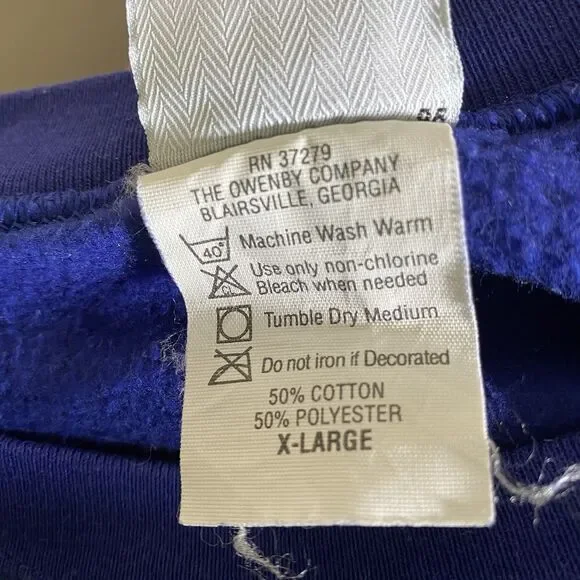 RN 37279
THE OWENBY COMPANY
BLAIRSVILLE, GEORGIA
40° Machine Wash Warm
Use only non-chlorine
Bleach when needed
Tumble Dry Medium
Do not iron if Decorated
50% COTTON
50% POLYESTER
X-LARGE